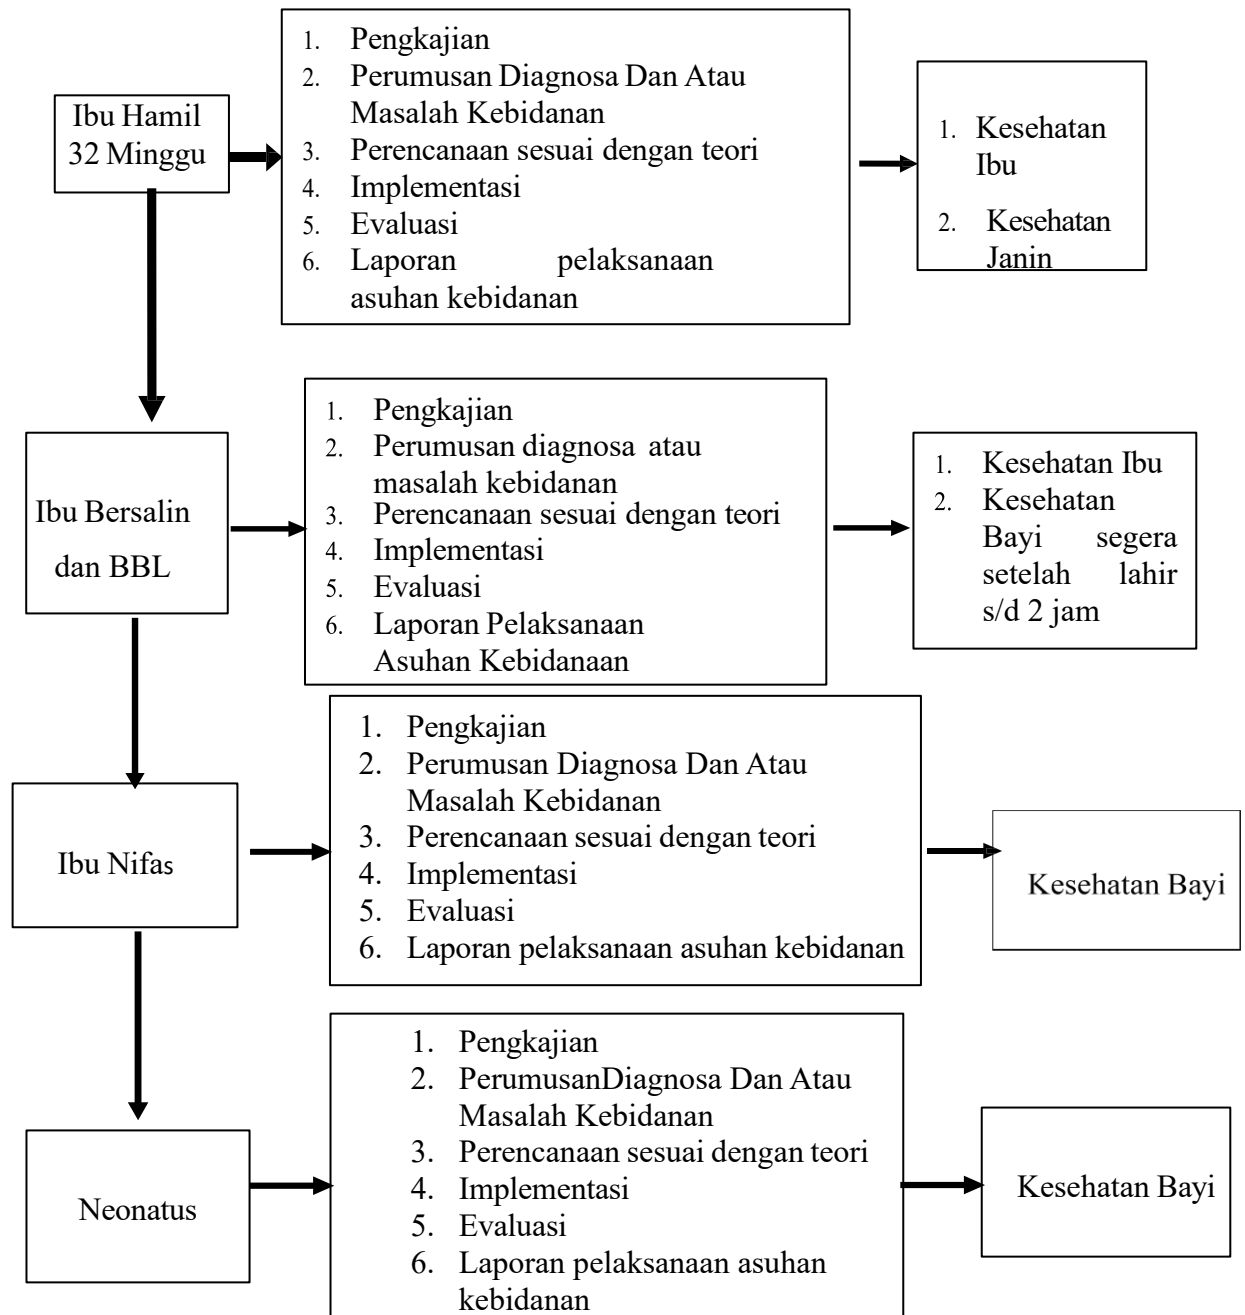 Ibu Hamil
32 Minggu
1. Pengkajian
2. Perumusan Diagnosa Dan Atau
Masalah Kebidanan
3. Perencanaan sesuai dengan teori
4. Implementasi
5. Evaluasi
6. Laporan pelaksanaan
asuhan kebidanan
1. Kesehatan
Ibu
2. Kesehatan
Janin
Ibu Bersalin
dan BBL
1. Pengkajian
2. Perumusan diagnosa atau
masalah kebidanan
3. Perencanaan sesuai dengan teori
4. Implementasi
5. Evaluasi
6. Laporan Pelaksanaan
Asuhan Kebidanaan
1. Kesehatan Ibu
2. Kesehatan
Bayi segera
setelah lahir
s/d 2 jam
Ibu Nifas
1. Pengkajian
2. Perumusan Diagnosa Dan Atau
Masalah Kebidanan
3. Perencanaan sesuai dengan teori
4. Implementasi
5. Evaluasi
6. Laporan pelaksanaan asuhan kebidanan
Kesehatan Bayi
Neonatus
1. Pengkajian
2. PerumusanDiagnosa Dan Atau
Masalah Kebidanan
3. Perencanaan sesuai dengan teori
4. Implementasi
5. Evaluasi
6. Laporan pelaksanaan asuhan
kebidanan
Kesehatan Bayi